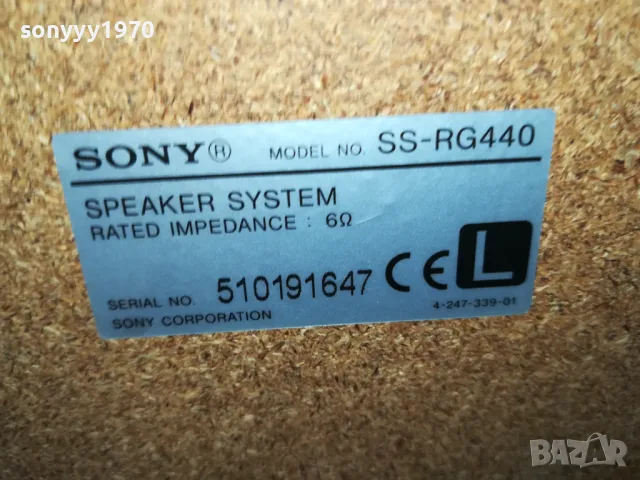 sonyyy1970
SONY® MODEL NO. SS-RG440
SPEAKER SYSTEM
RATED IMPEDANCE : 6Ω
SERIAL NO. 510191647 CE L
SONY CORPORATION 4-247-339-01
BAZAR